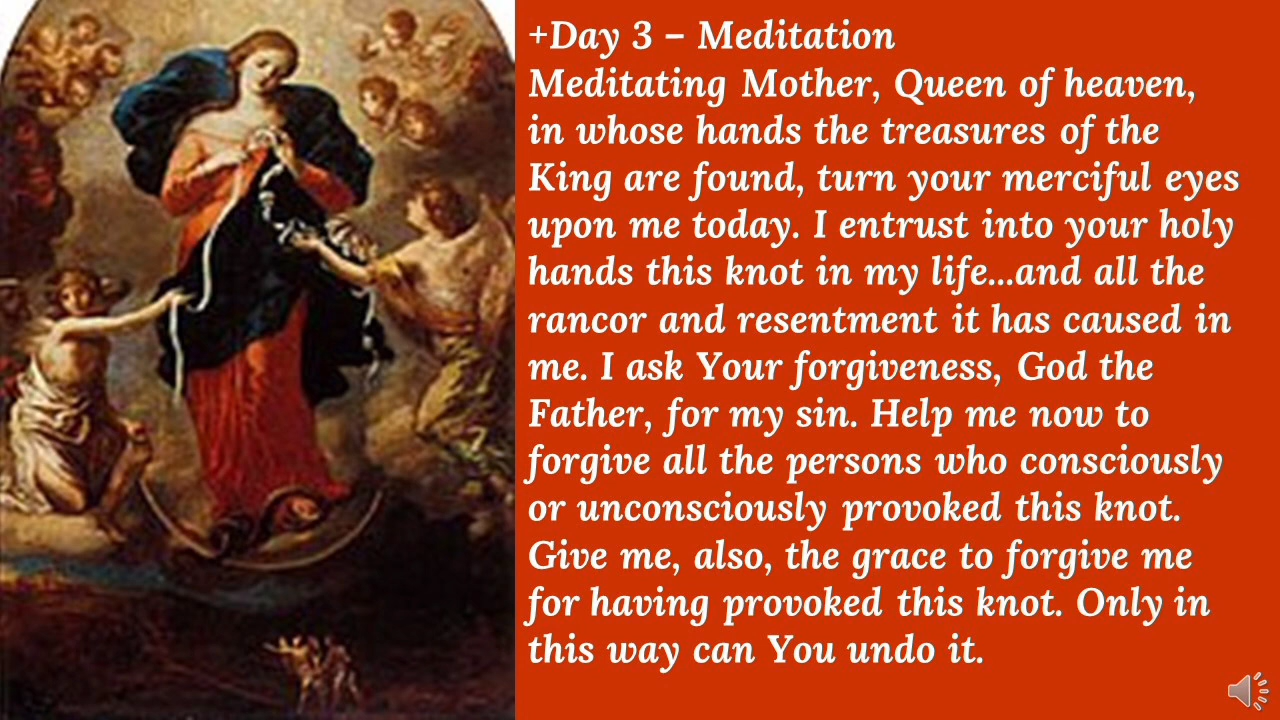 +Day 3 – Meditation
Meditating Mother, Queen of heaven,
in whose hands the treasures of the
King are found, turn your merciful eyes
upon me today. I entrust into your holy
hands this knot in my life...and all the
rancor and resentment it has caused in
me. I ask Your forgiveness, God the
Father, for my sin. Help me now to
forgive all the persons who consciously
or unconsciously provoked this knot.
Give me, also, the grace to forgive me
for having provoked this knot. Only in
this way can You undo it.